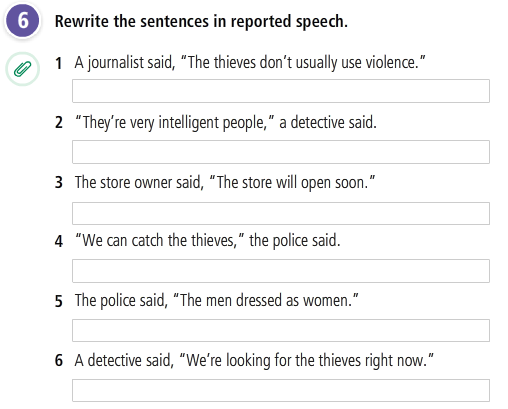 6 Rewrite the sentences in reported speech.
1 A journalist said, “The thieves don’t usually use violence.”
2 “They’re very intelligent people,” a detective said.
3 The store owner said, “The store will open soon.”
4 “We can catch the thieves,” the police said.
5 The police said, “The men dressed as women.”
6 A detective said, “We’re looking for the thieves right now.”